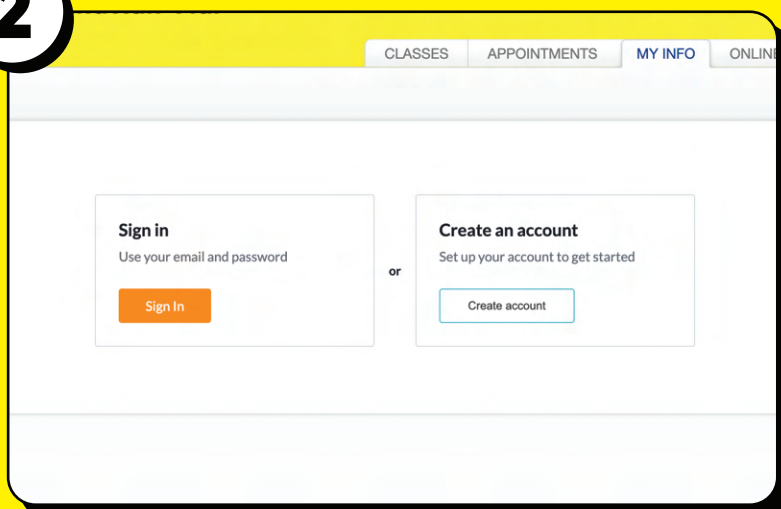 2
CLASSES APPOINTMENTS MY INFO
Sign in
Use your email and password
Sign In
or
Create an account
Set up your account to get started
Create account